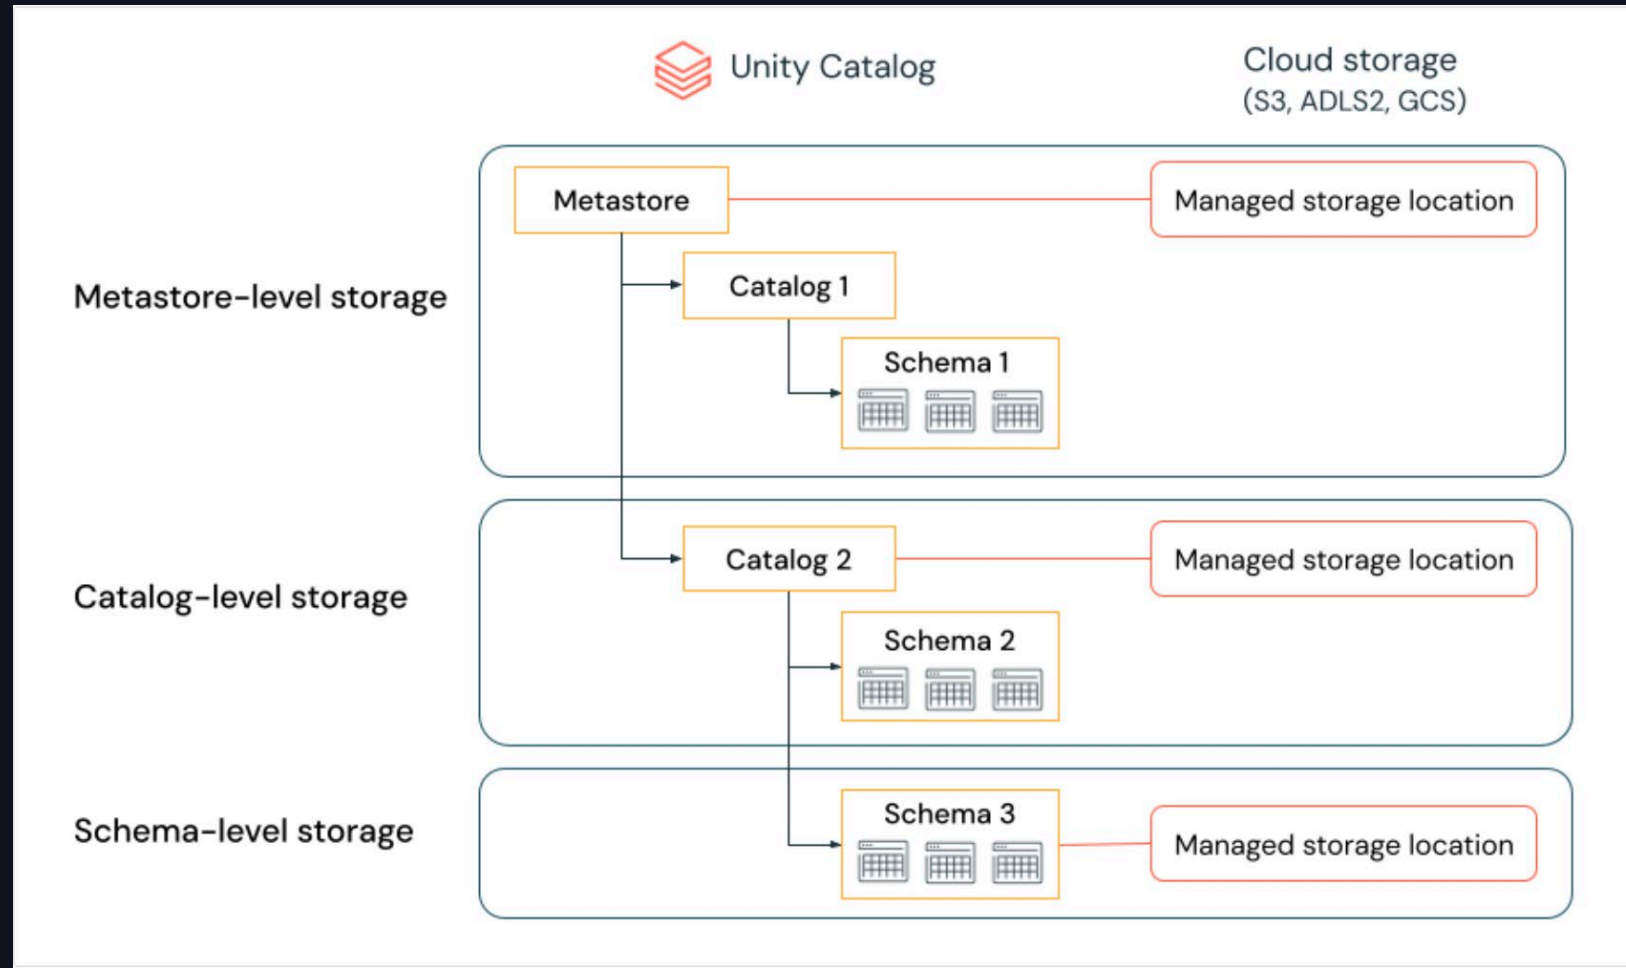 Unity Catalog
Cloud storage
(S3, ADLS2, GCS)
Metastore-level storage
Metastore
Managed storage location
Catalog 1
Schema 1
Catalog-level storage
Catalog 2
Managed storage location
Schema 2
Schema-level storage
Schema 3
Managed storage location